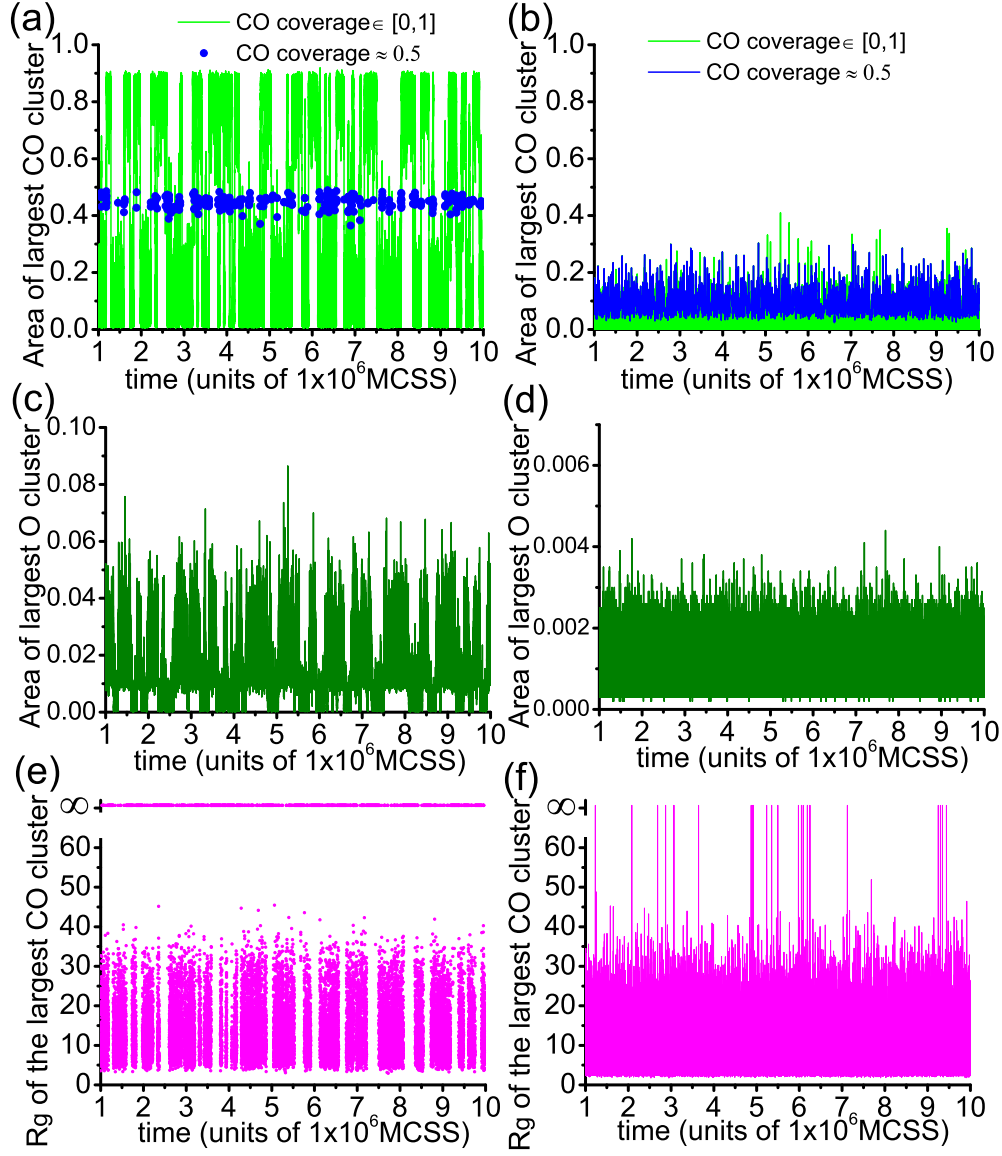 (a)
CO coverage ∈ [0,1]
CO coverage ≈ 0.5
Area of largest CO cluster
1.0
0.8
0.6
0.4
0.2
0.0
1 2 3 4 5 6 7 8 9 10
time (units of 1x10⁶MCSS)
(b)
CO coverage ∈ [0,1]
CO coverage ≈ 0.5
Area of largest CO cluster
1.0
0.8
0.6
0.4
0.2
0.0
1 2 3 4 5 6 7 8 9 10
time (units of 1x10⁶MCSS)
(c)
Area of largest O cluster
0.10
0.08
0.06
0.04
0.02
0.00
1 2 3 4 5 6 7 8 9 10
time (units of 1x10⁶MCSS)
(d)
Area of largest O cluster
0.006
0.004
0.002
0.000
1 2 3 4 5 6 7 8 9 10
time (units of 1x10⁶MCSS)
(e)
Rg of the largest CO cluster
∞
60
50
40
30
20
10
0
1 2 3 4 5 6 7 8 9 10
time (units of 1x10⁶MCSS)
(f)
Rg of the largest CO cluster
∞
60
50
40
30
20
10
0
1 2 3 4 5 6 7 8 9 10
time (units of 1x10⁶MCSS)